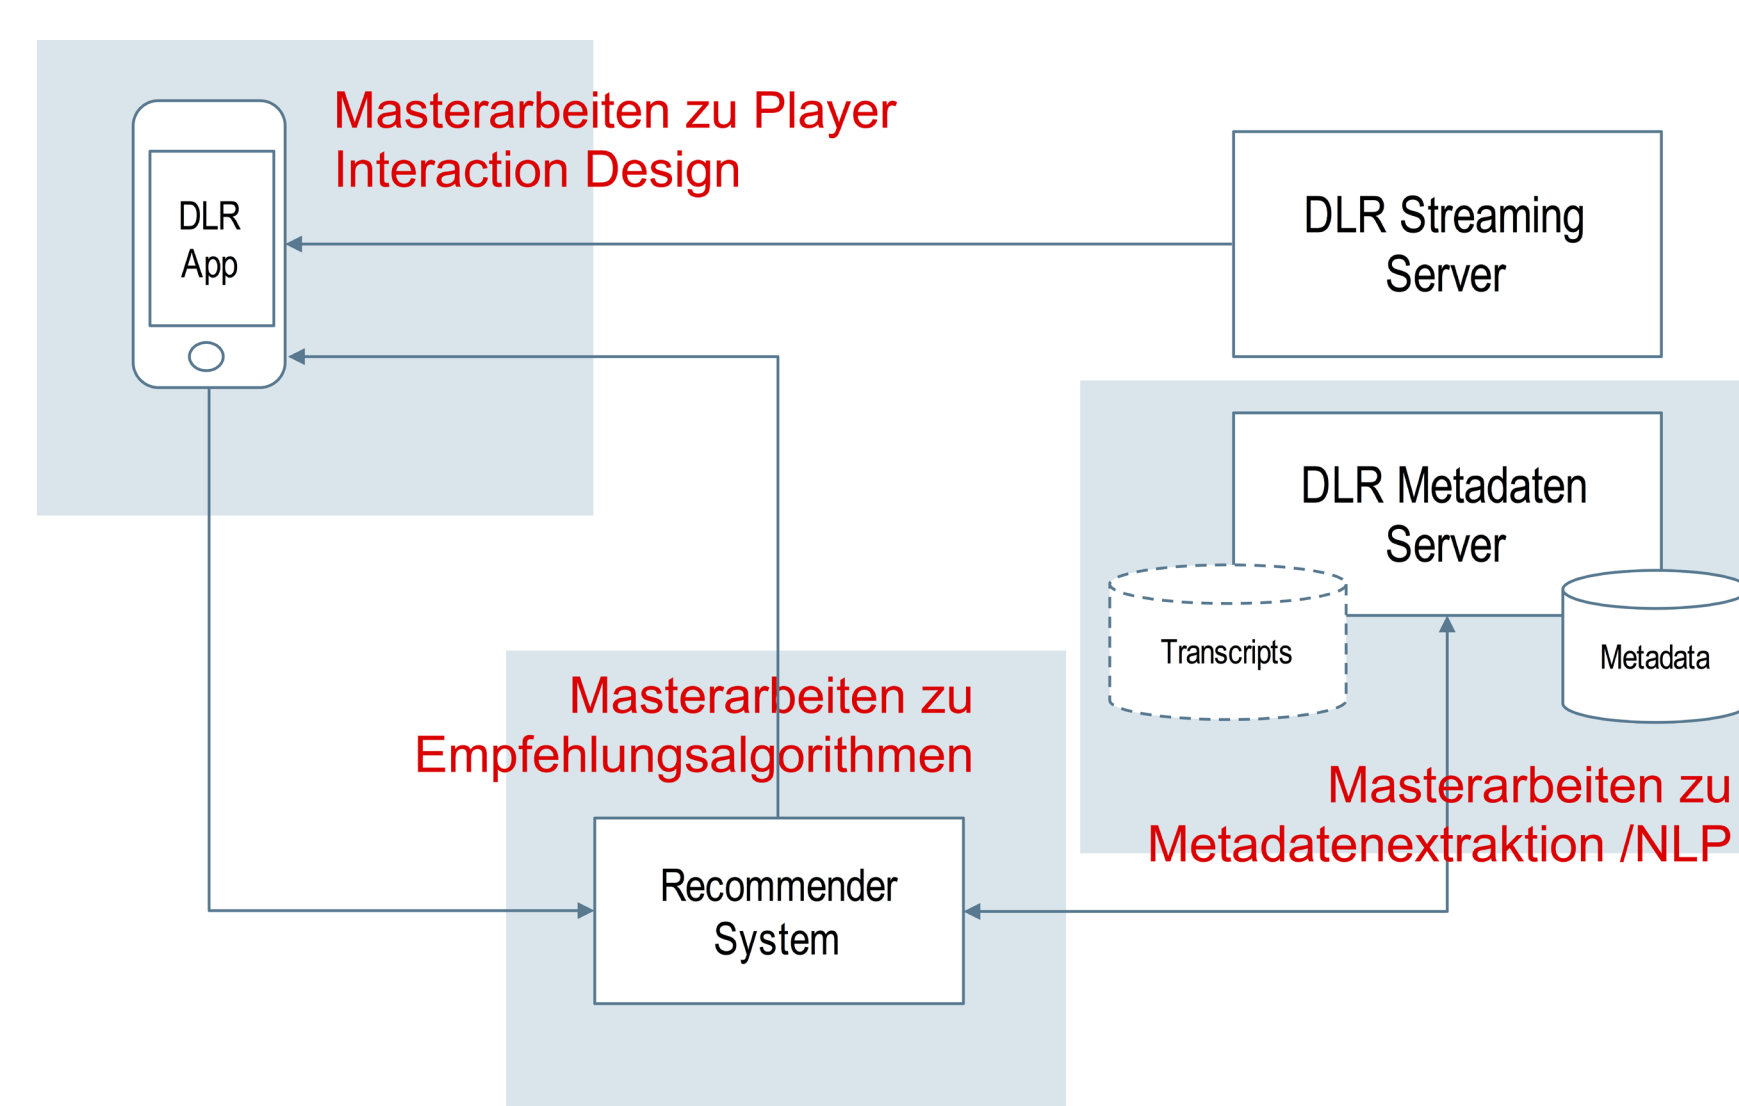 Masterarbeiten zu Player
Interaction Design
DLR
App
DLR Streaming
Server
DLR Metadaten
Server
Transcripts
Metadata
Masterarbeiten zu
Empfehlungsalgorithmen
Masterarbeiten zu
Metadatenextraktion /NLP
Recommender
System